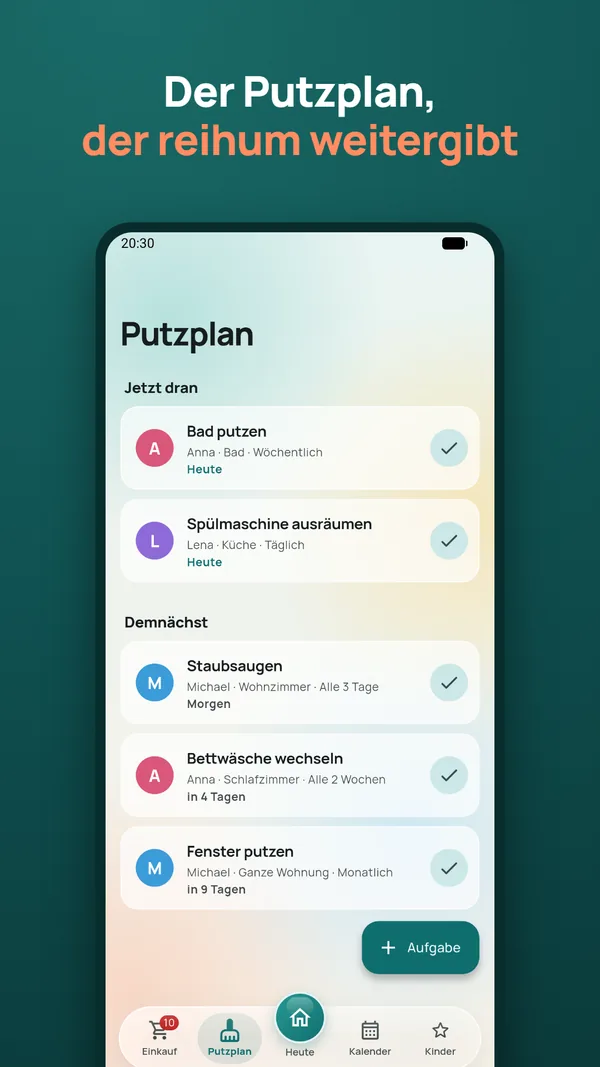 Der Putzplan,
der reihum weitergibt
20:30
Putzplan
Jetzt dran
A
Bad putzen
Anna · Bad · Wöchentlich
Heute
L
Spülmaschine ausräumen
Lena · Küche · Täglich
Heute
Demnächst
M
Staubsaugen
Michael · Wohnzimmer · Alle 3 Tage
Morgen
A
Bettwäsche wechseln
Anna · Schlafzimmer · Alle 2 Wochen
in 4 Tagen
M
Fenster putzen
Michael · Ganze Wohnung · Monatlich
in 9 Tagen
+ Aufgabe
10
Einkauf
Putzplan
Heute
Kalender
Kinder